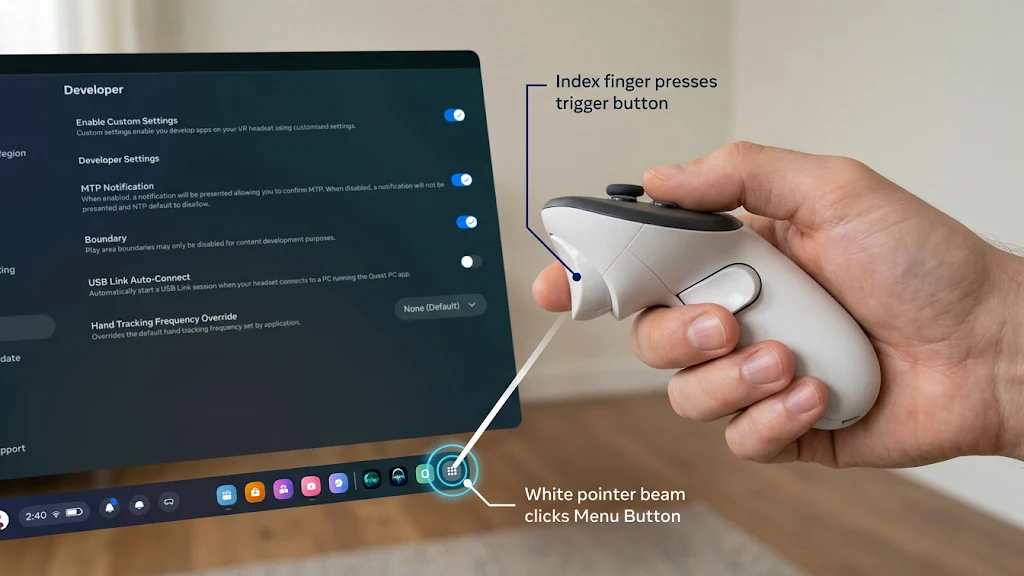 Developer
Enable Custom Settings
Custom settings enable you develop apps on your VR headset using customised settings.
Developer Settings
MTP Notification
When enabled, a notification will be presented allowing you to confirm MTP. When disabled, a notification will not be
presanted and NTP default to disallow.
Boundary
Play area boundaries may only be disabled for content development purposes.
USB Link Auto-Connect
Automatically start a USB Link session when your headset connects to a PC running the Qusst PC app.
Hand Tracking Frequency Override
Overrides the default hand tracking frequency set by application.
None (Default)
legion
ting
date
pport
2:40
Index finger presses
trigger button
White pointer beam
clicks Menu Button